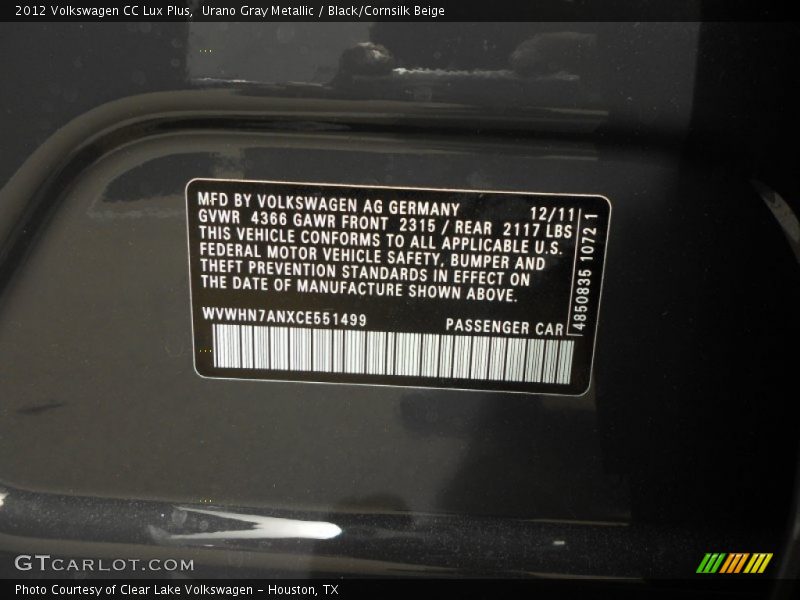 2012 Volkswagen CC Lux Plus, Urano Gray Metallic / Black/Cornsilk Beige
MFD BY VOLKSWAGEN AG GERMANY 12/11
GVWR 4366 GAWR FRONT 2315 / REAR 2117 LBS
THIS VEHICLE CONFORMS TO ALL APPLICABLE U.S.
FEDERAL MOTOR VEHICLE SAFETY, BUMPER AND
THEFT PREVENTION STANDARDS IN EFFECT ON
THE DATE OF MANUFACTURE SHOWN ABOVE.
WVWHN7ANXCE551499 PASSENGER CAR
4850835 1072 1
GTCARLOT.COM
Photo Courtesy of Clear Lake Volkswagen - Houston, TX